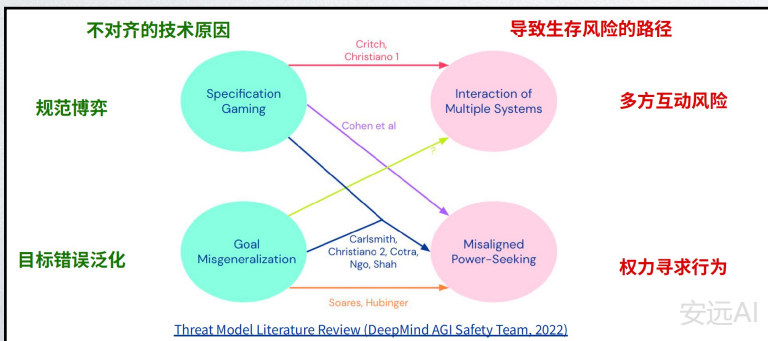 不对齐的技术原因
导致生存风险的路径
Critch,
Christiano 1
规范博弈
Specification
Gaming
Interaction of
Multiple Systems
多方互动风险
Cohen et al
?
目标错误泛化
Goal
Misgeneralization
Carlsmith,
Christiano 2, Cotra,
Ngo, Shah
Misaligned
Power-Seeking
权力寻求行为
Soares, Hubinger
安远AI
Threat Model Literature Review (DeepMind AGI Safety Team, 2022)